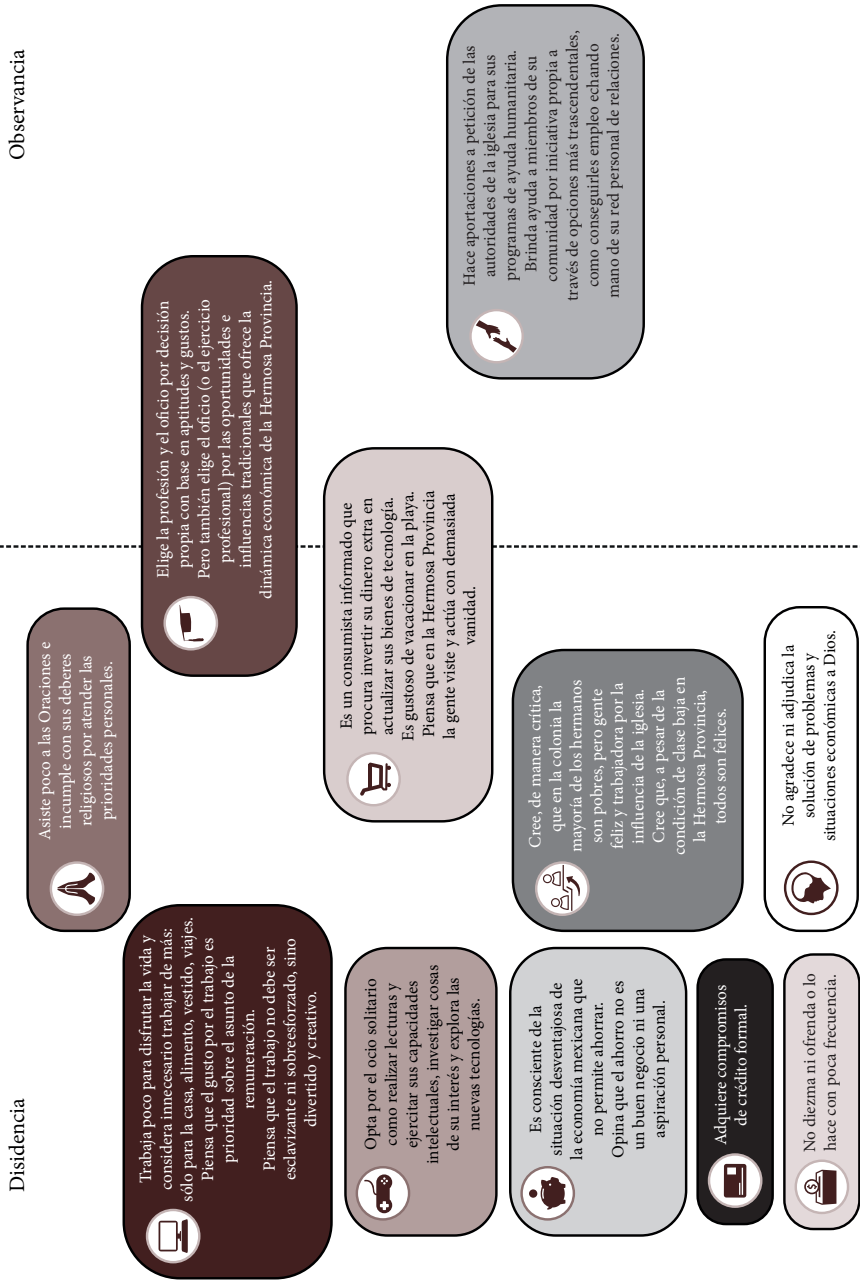 Disidencia
Observancia
Asiste poco a las Oraciones e
incumple con sus deberes
religiosos por atender las
prioridades personales.
Trabaja poco para disfrutar la vida y
considera innecesario trabajar de más:
sólo para la casa, alimento, vestido, viajes.
Piensa que el gusto por el trabajo es
prioridad sobre el asunto de la
remuneración.
Piensa que el trabajo no debe ser
esclavizante ni sobreesforzado, sino
divertido y creativo.
Elige la profesión y el oficio por decisión
propia con base en aptitudes y gustos.
Pero también elige el oficio (o el ejercicio
profesional) por las oportunidades e
influencias tradicionales que ofrece la
dinámica económica de la Hermosa Provincia.
Opta por el ocio solitario
como realizar lecturas y
ejercitar sus capacidades
intelectuales, investigar cosas
de su interés y explora las
nuevas tecnologías.
Es un consumista informado que
procura invertir su dinero extra en
actualizar sus bienes de tecnología.
Es gustoso de vacacionar en la playa.
Piensa que en la Hermosa Provincia
la gente viste y actúa con demasiada
vanidad.
Hace aportaciones a petición de las
autoridades de la iglesia para sus
programas de ayuda humanitaria.
Brinda ayuda a miembros de su
comunidad por iniciativa propia a
través de opciones más trascendentales,
como conseguirles empleo echando
mano de su red personal de relaciones.
Es consciente de la
situación desventajosa de
la economía mexicana que
no permite ahorrar.
Opina que el ahorro no es
un buen negocio ni una
aspiración personal.
Cree, de manera crítica,
que en la colonia la
mayoría de los hermanos
son pobres, pero gente
feliz y trabajadora por la
influencia de la iglesia.
Cree que, a pesar de la
condición de clase baja en
la Hermosa Provincia,
todos son felices.
Adquiere compromisos
de crédito formal.
No diezma ni ofrenda o lo
hace con poca frecuencia.
No agradece ni adjudica la
solución de problemas y
situaciones económicas a Dios.